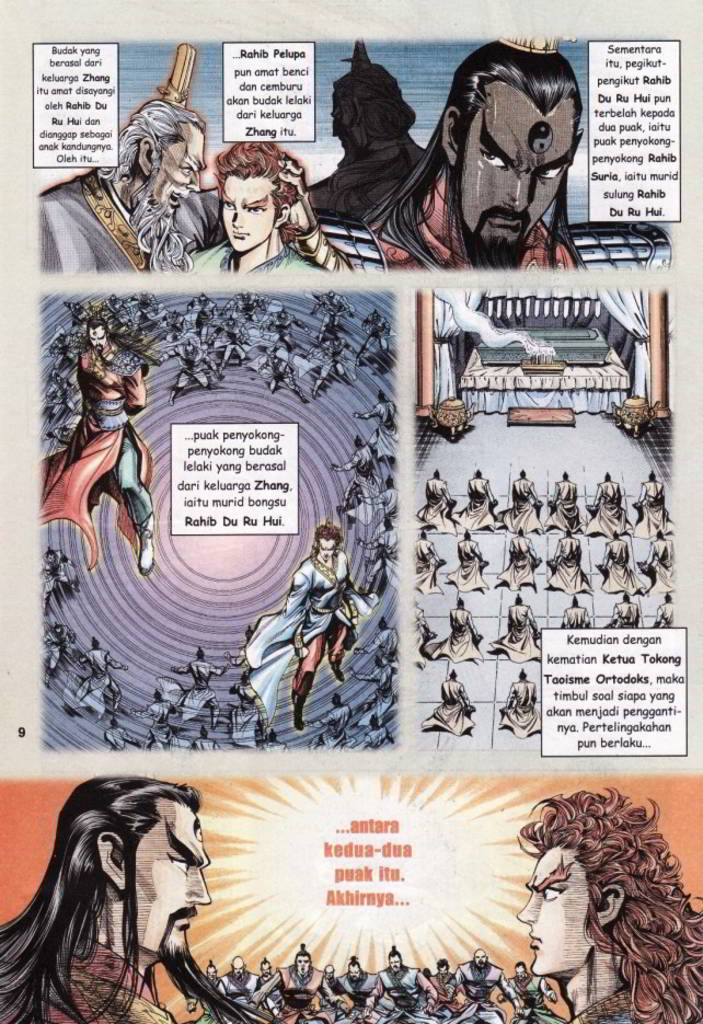 Budak yang
berasal dari
keluarga Zhang
itu amat disayangi
oleh Rahib Du
Ru Hui dan
dianggap sebagai
anak kandungnya.
Oleh itu...
...Rahib Pelupa
pun amat benci
dan cemburu
akan budak lelaki
dari keluarga
Zhang itu.
Sementara
itu, pegikut-
pengikut Rahib
Du Ru Hui pun
terbelah kepada
dua puak, iaitu
puak penyokong-
penyokong Rahib
Suria, iaitu murid
sulung Rahib
Du Ru Hui.
...puak penyokong-
penyokong budak
lelaki yang berasal
dari keluarga Zhang,
iaitu murid bongsu
Rahib Du Ru Hui.
Kemudian dengan
kematian Ketua Tokong
Taoisme Ortodoks, maka
timbul soal siapa yang
akan menjadi pengganti-
nya. Pertelingakahan
pun berlaku...
9
...antara
kedua-dua
puak itu.
Akhirnya...